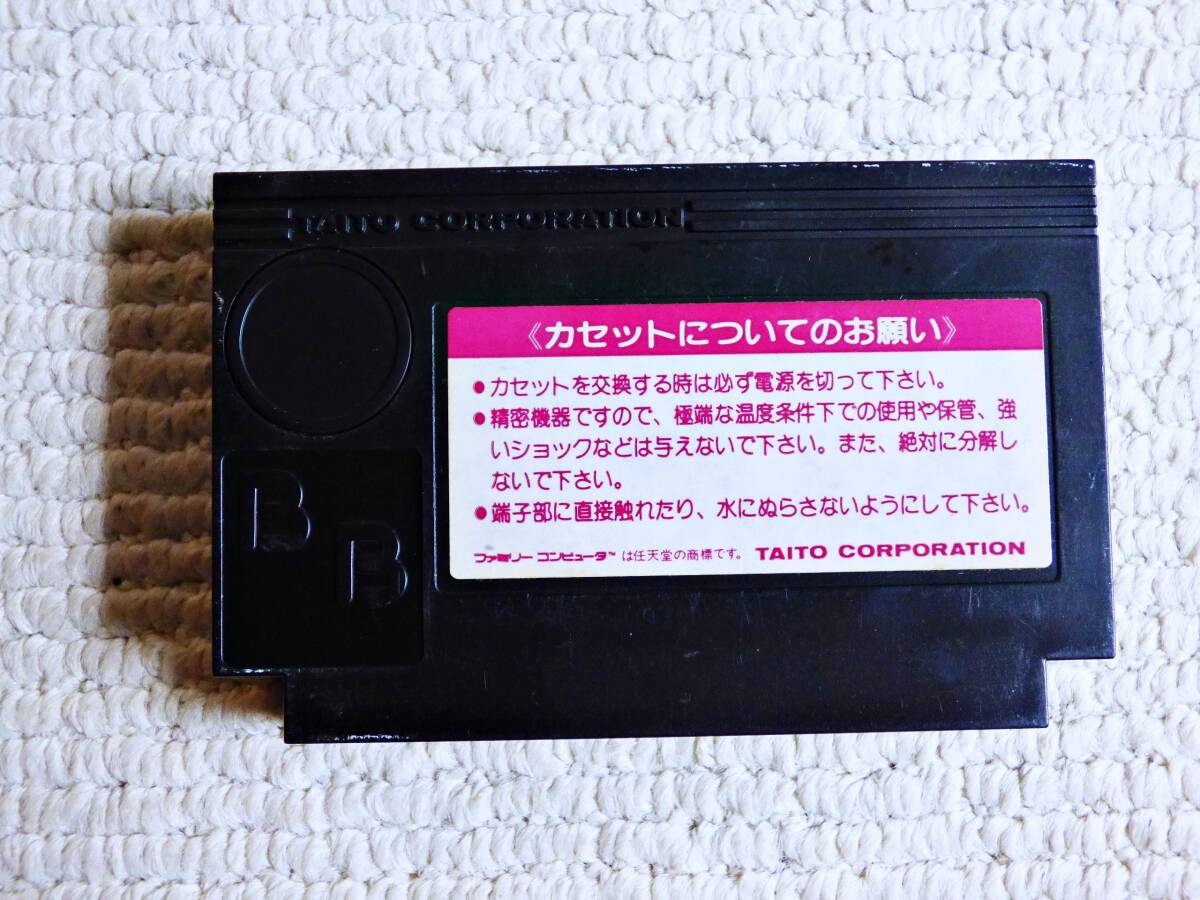 TAITO CORPORATION
《カセットについてのお願い》
●カセットを交換する時は必ず電源を切って下さい。
●精密機器ですので、極端な温度条件下での使用や保管、強
いショックなどは与えないで下さい。また、絶対に分解し
ないで下さい。
●端子部に直接触れたり、水にぬらさないようにして下さい。
ファミリー コンピュータ™ は任天堂の商標です。 TAITO CORPORATION
B
B